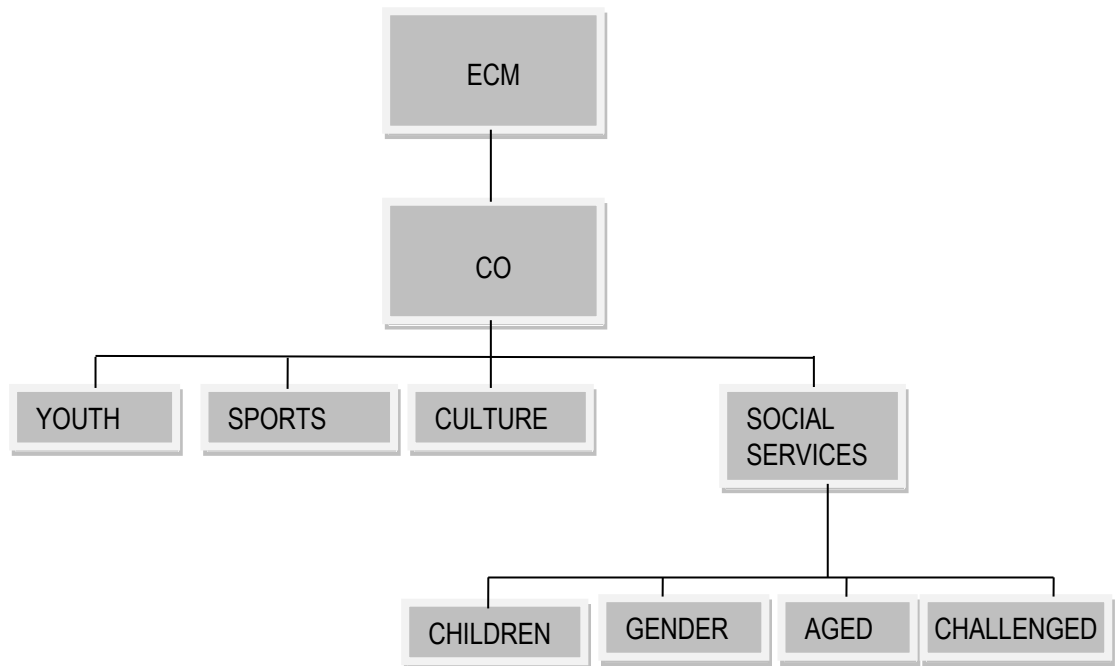 ECM
CO
YOUTH
SPORTS
CULTURE
SOCIAL
SERVICES
CHILDREN
GENDER
AGED
CHALLENGED